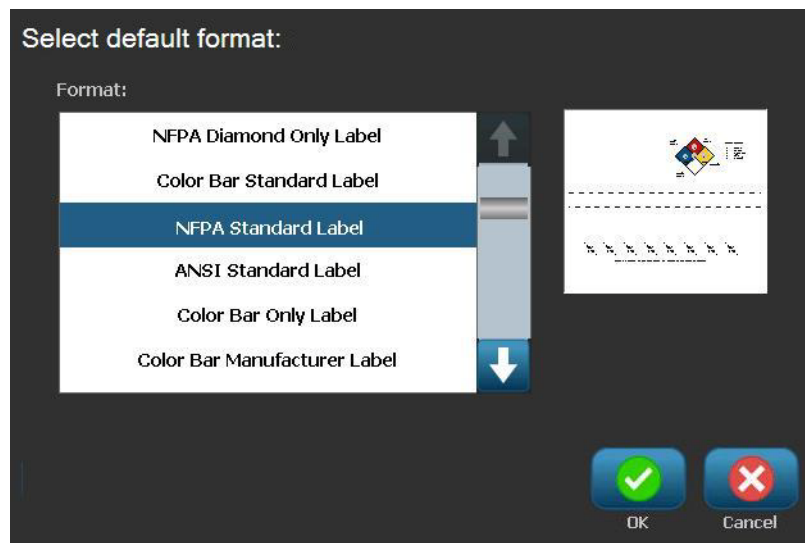 Select default format:
Format:
NFPA Diamond Only Label
Color Bar Standard Label
NFPA Standard Label
ANSI Standard Label
Color Bar Only Label
Color Bar Manufacturer Label
OK
Cancel